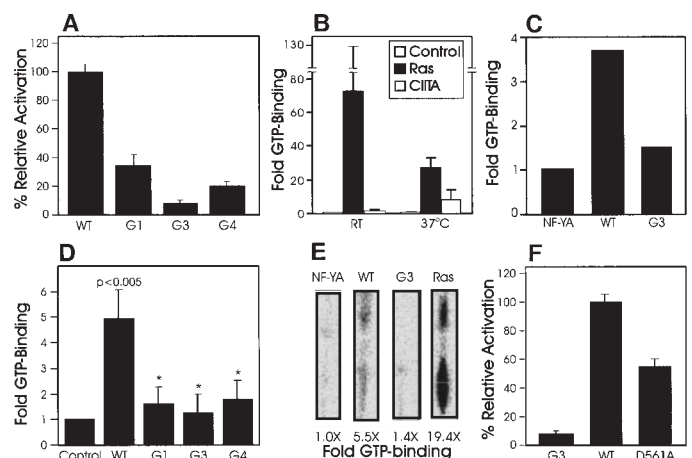 A
% Relative Activation
120
100
80
60
40
20
0
WT G1 G3 G4
B
Fold GTP-Binding
130
80
60
40
20
0
Control
Ras
CIITA
RT 37°C
C
Fold GTP-Binding
4
3
2
1
0
NF-YA WT G3
D
Fold GTP-Binding
6
5
4
3
2
1
0
p<0.005
* * *
Control WT G1 G3 G4
E
NF-YA WT G3 Ras
1.0X 5.5X 1.4X 19.4X
Fold GTP-binding
F
% Relative Activation
120
100
80
60
40
20
0
G3 WT D561A